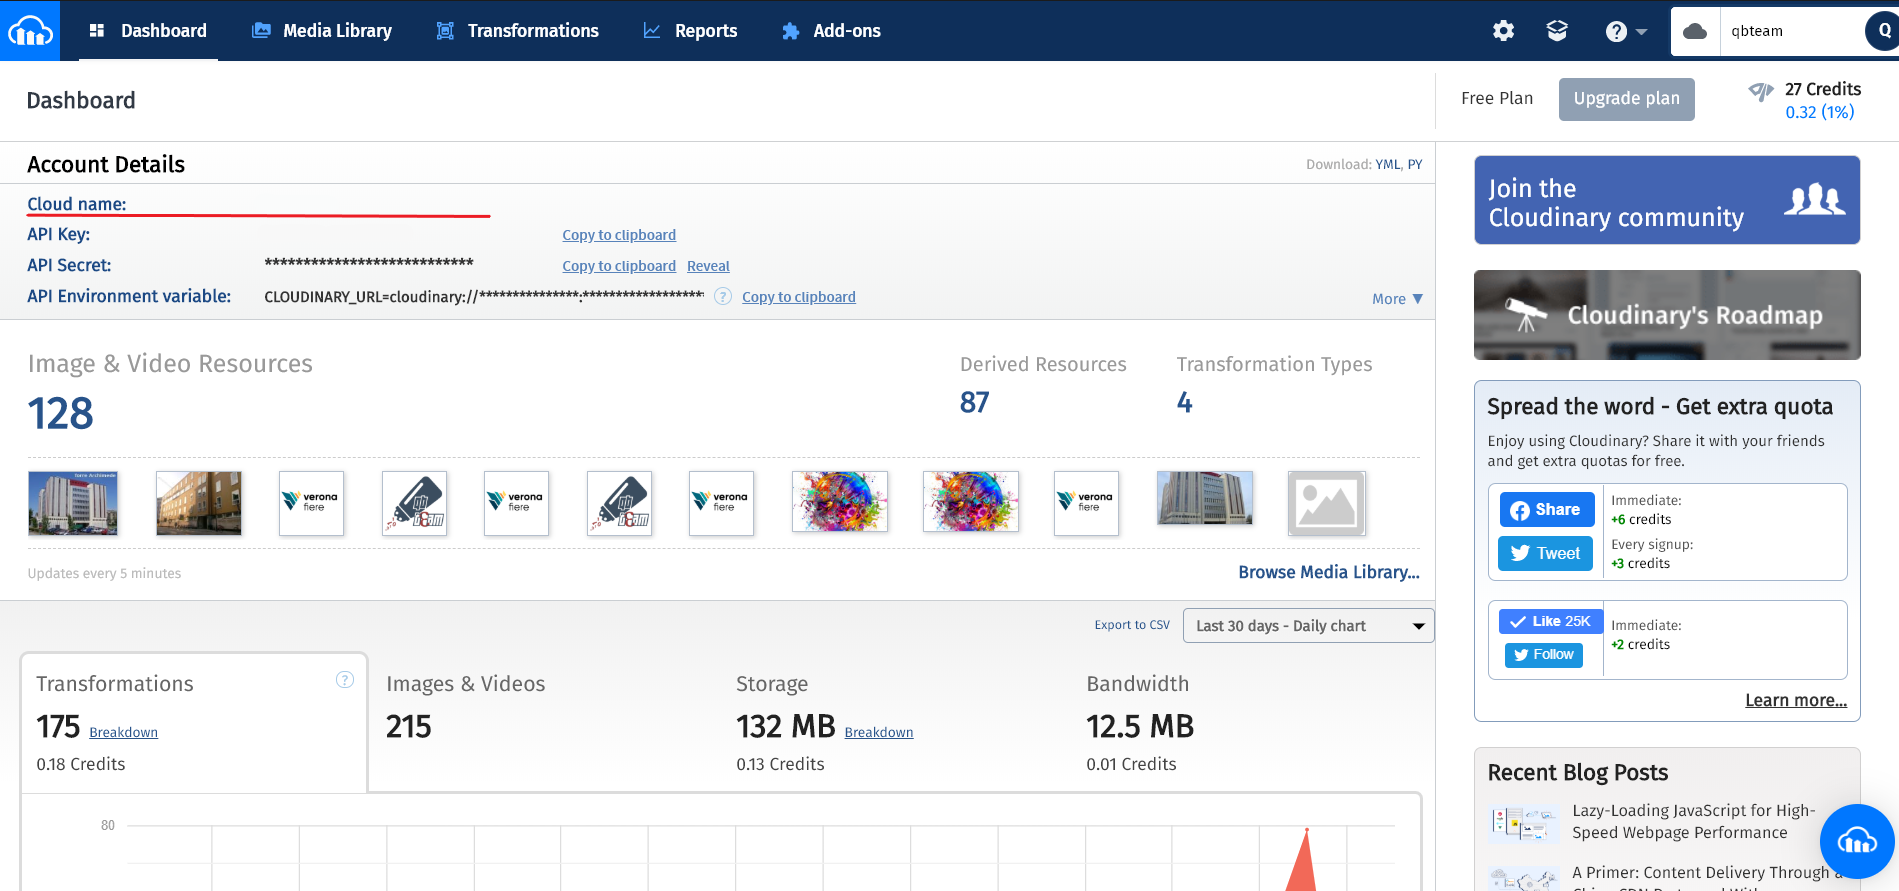 Dashboard
Media Library
Transformations
Reports
Add-ons
qbteam
Q
Dashboard
Free Plan
Upgrade plan
27 Credits
0.32 (1%)
Account Details
Download: YML, PY
Cloud name:
API Key:
Copy to clipboard
API Secret:
***************************
Copy to clipboard
Reveal
API Environment variable:
CLOUDINARY_URL=cloudinary://***************:******************
?
Copy to clipboard
More
Image & Video Resources
128
Derived Resources
87
Transformation Types
4
verona
fiere
verona
fiere
verona
fiere
verona
fiere
Updates every 5 minutes
Browse Media Library...
Export to CSV
Last 30 days - Daily chart
Transformations
?
175
Breakdown
0.18 Credits
Images & Videos
215
Storage
132 MB
Breakdown
0.13 Credits
Bandwidth
12.5 MB
0.01 Credits
80
Join the
Cloudinary community
Cloudinary's Roadmap
Spread the word - Get extra quota
Enjoy using Cloudinary? Share it with your friends
and get extra quotas for free.
Share
Tweet
Immediate:
+6 credits
Every signup:
+3 credits
Like 25K
Follow
Immediate:
+2 credits
Learn more...
Recent Blog Posts
Lazy-Loading JavaScript for High-
Speed Webpage Performance
A Primer: Content Delivery Through a